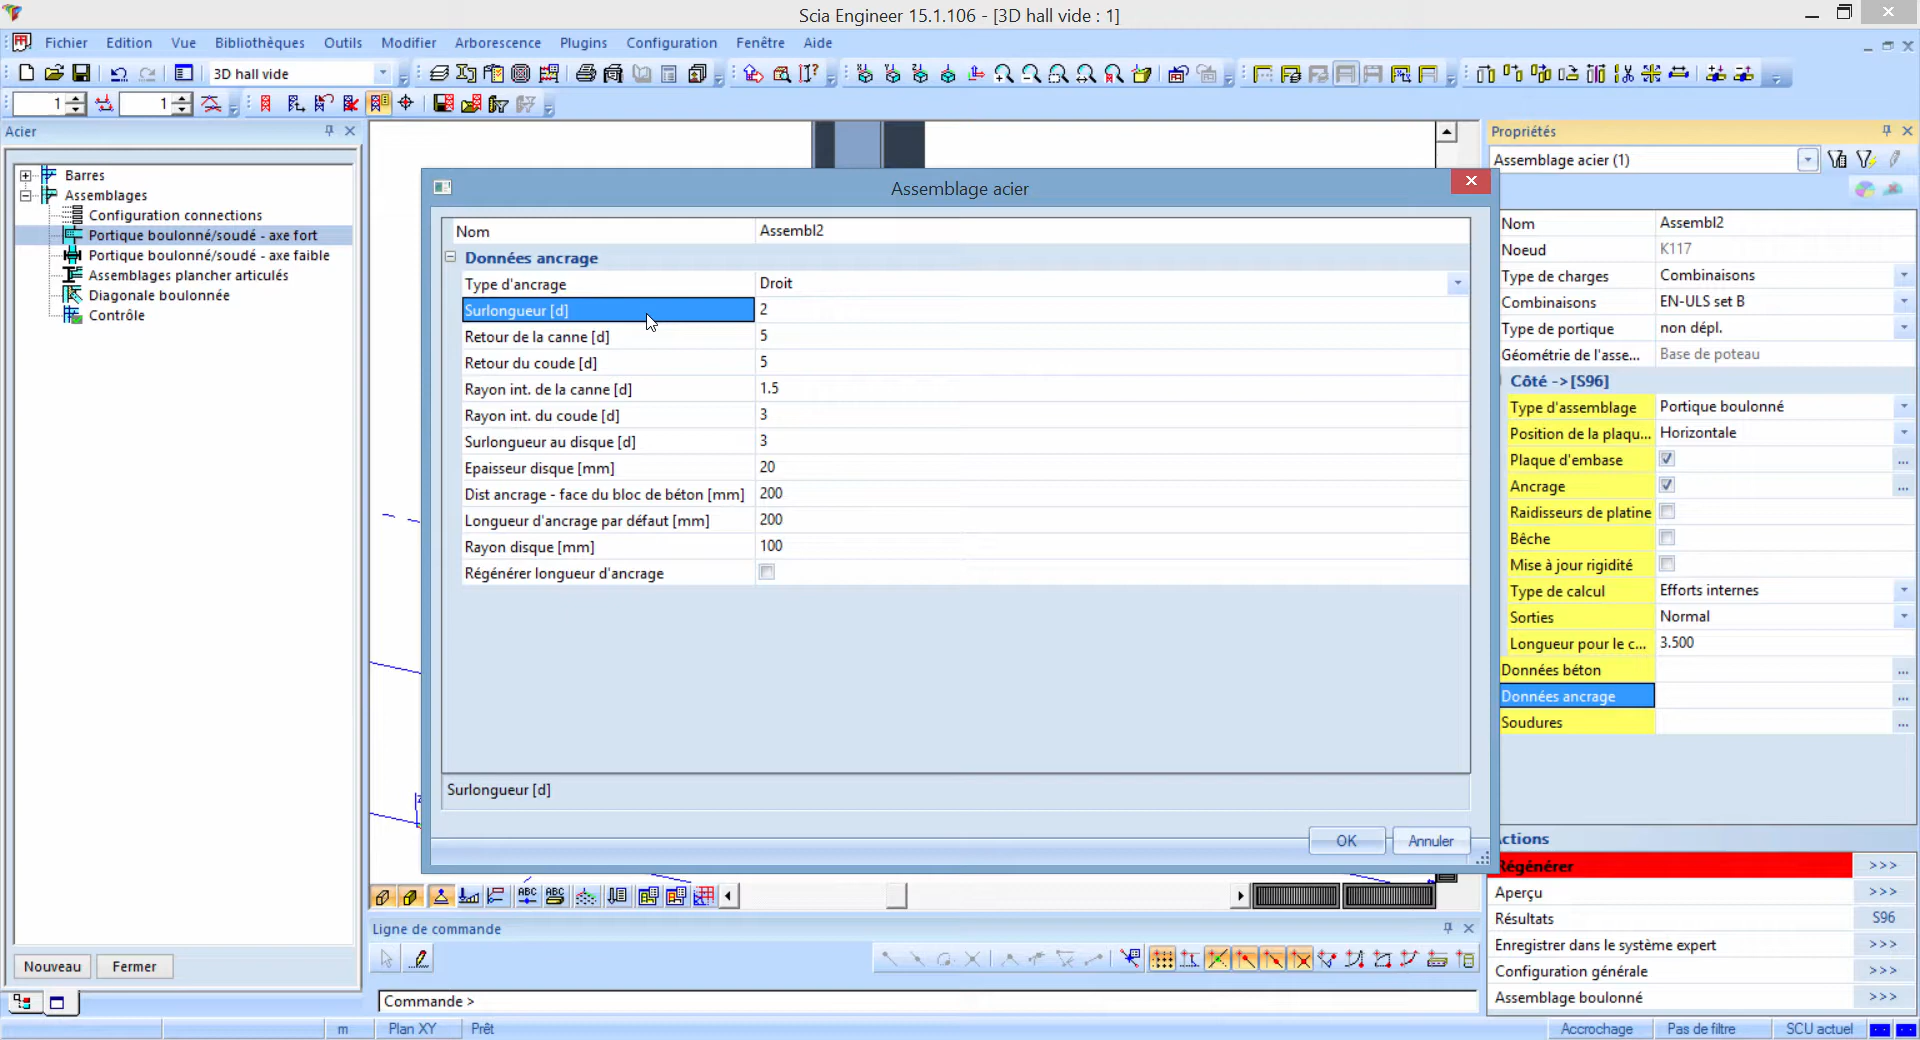 Scia Engineer 15.1.106 - [3D hall vide : 1]
Fichier Edition Vue Bibliothèques Outils Modifier Arborescence Plugins Configuration Fenêtre Aide
3D hall vide
1 1
Acier
Barres
Assemblages
Configuration connections
Portique boulonné/soudé - axe fort
Portique boulonné/soudé - axe faible
Assemblages plancher articulés
Diagonale boulonnée
Contrôle
Nouveau Fermer
Assemblage acier
Nom Assembl2
Données ancrage
Type d'ancrage Droit
Surlongueur [d] 2
Retour de la canne [d] 5
Retour du coude [d] 5
Rayon int. de la canne [d] 1.5
Rayon int. du coude [d] 3
Surlongueur au disque [d] 3
Epaisseur disque [mm] 20
Dist ancrage - face du bloc de béton [mm] 200
Longueur d'ancrage par défaut [mm] 200
Rayon disque [mm] 100
Régénérer longueur d'ancrage
Surlongueur [d]
OK Annuler
ABC ABC
Ligne de commande
Commande >
Propriétés
Assemblage acier (1)
Nom Assembl2
Noeud K117
Type de charges Combinaisons
Combinaisons EN-ULS set B
Type de portique non dépl.
Géométrie de l'asse... Base de poteau
Côté ->[S96]
Type d'assemblage Portique boulonné
Position de la plaqu... Horizontale
Plaque d'embase ...
Ancrage ...
Raidisseurs de platine
Bêche
Mise à jour rigidité
Type de calcul Efforts internes
Sorties Normal
Longueur pour le c... 3.500
Données béton ...
Données ancrage ...
Soudures ...
ctions
Régénérer >>>
Aperçu >>>
Résultats S96
Enregistrer dans le système expert >>>
Configuration générale >>>
Assemblage boulonné >>>
m Plan XY Prêt Accrochage Pas de filtre SCU actuel